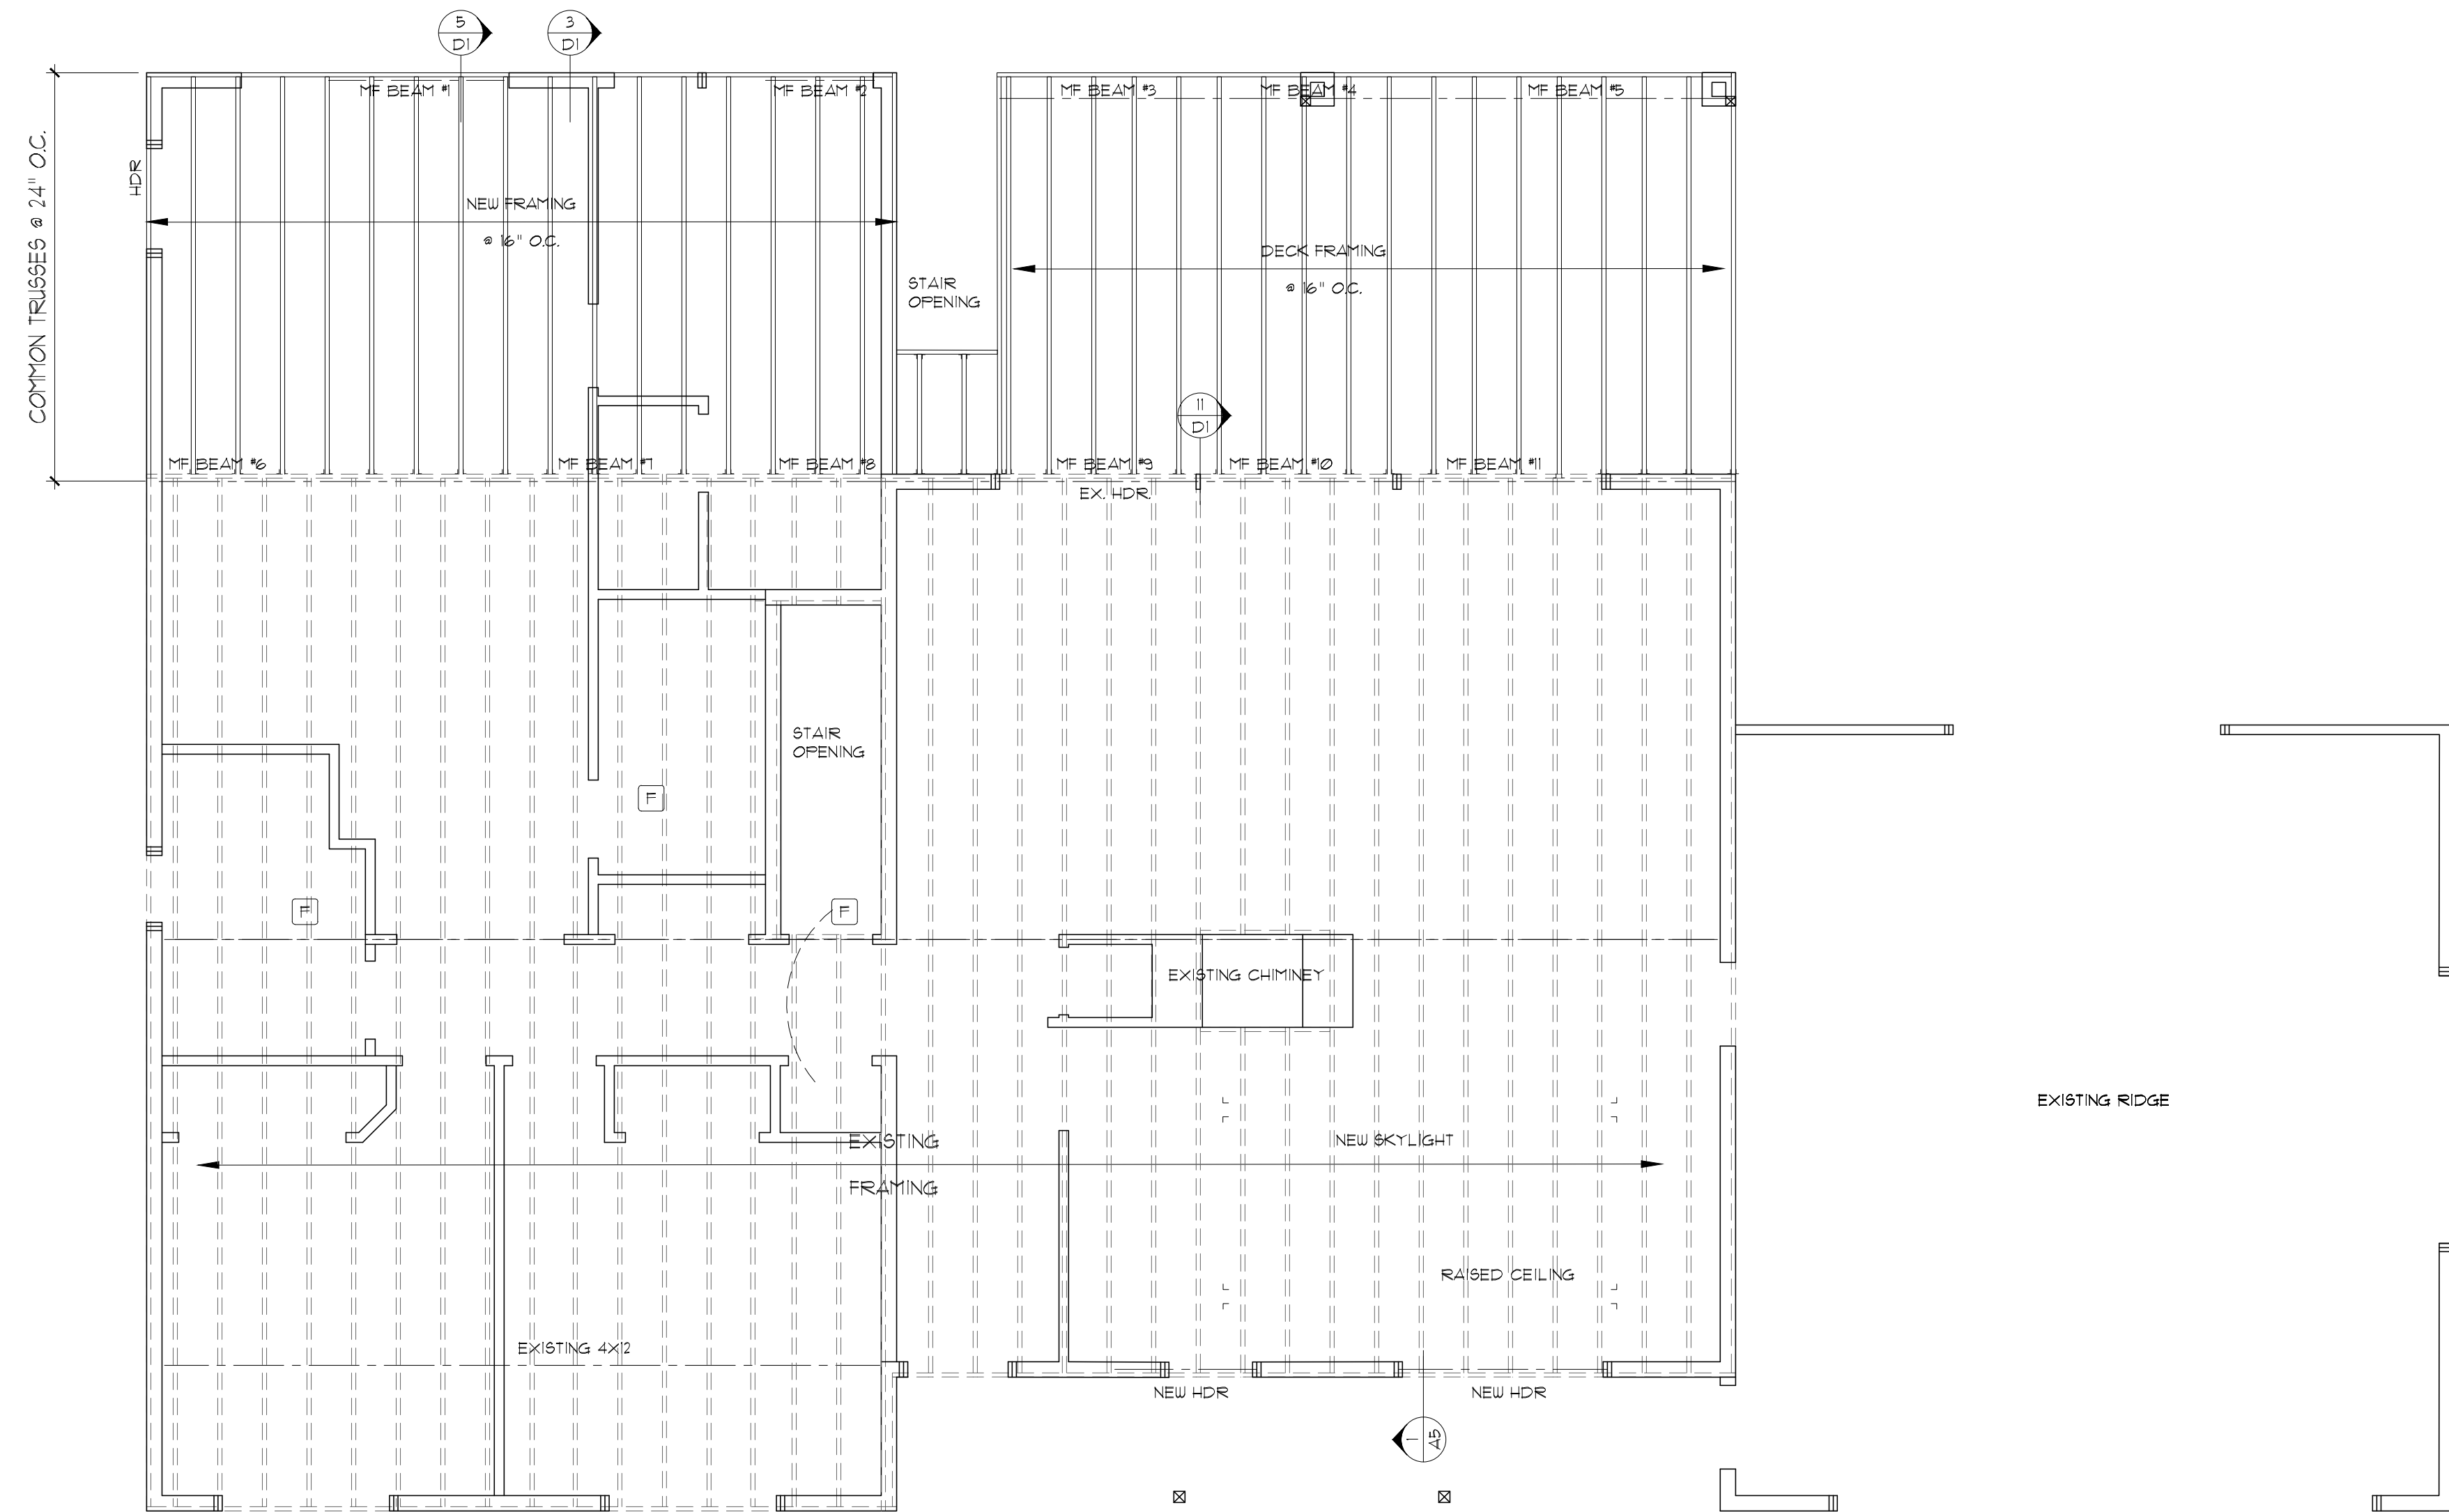 5
D1
3
D1
MF BEAM #1
MF BEAM #2
MF BEAM #3
MF BEAM #4
MF BEAM #5
COMMON TRUSSES @ 24" O.C.
HDR
NEW FRAMING
@ 16" O.C.
DECK FRAMING
@ 16" O.C.
STAIR
OPENING
11
D1
MF BEAM #6
MF BEAM #7
MF BEAM #8
MF BEAM #9
MF BEAM #10
MF BEAM #11
EX. HDR.
STAIR
OPENING
F
F
F
EXISTING CHIMINEY
EXISTING RIDGE
EXISTING
FRAMING
NEW SKYLIGHT
RAISED CEILING
EXISTING 4X12
NEW HDR
NEW HDR
1
A5